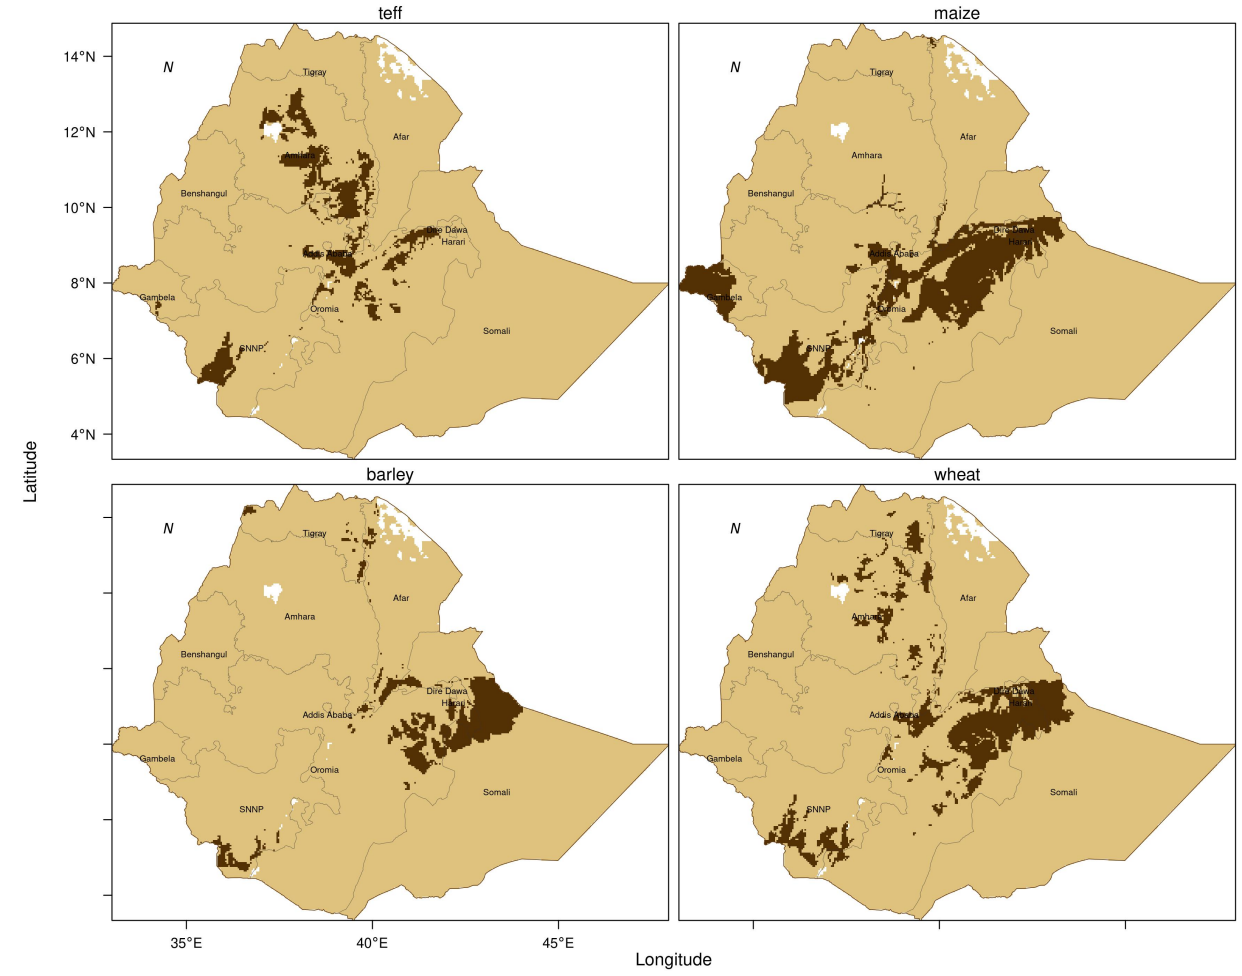 teff
maize
14°N
12°N
10°N
8°N
6°N
4°N
N
Tigray
Afar
Amhara
Benshangul
Dire Dawa
Harari
Addis Ababa
Gambela
Oromia
Somali
SNNP
N
Tigray
Afar
Amhara
Benshangul
Dire Dawa
Harari
Addis Ababa
Gambela
Oromia
Somali
SNNP
Latitude
barley
wheat
N
Tigray
Afar
Amhara
Benshangul
Dire Dawa
Harari
Addis Ababa
Gambela
Oromia
Somali
SNNP
N
Tigray
Afar
Amhara
Benshangul
Dire Dawa
Harari
Addis Ababa
Gambela
Oromia
Somali
SNNP
35°E
40°E
45°E
Longitude